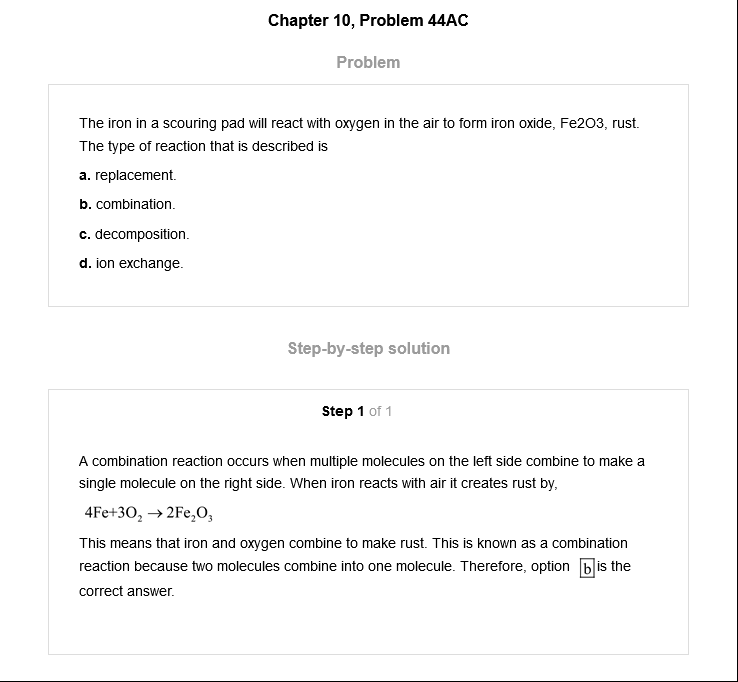 Chapter 10, Problem 44AC
Problem
The iron in a scouring pad will react with oxygen in the air to form iron oxide, Fe2O3, rust.
The type of reaction that is described is
a. replacement.
b. combination.
c. decomposition.
d. ion exchange.
Step-by-step solution
Step 1 of 1
A combination reaction occurs when multiple molecules on the left side combine to make a
single molecule on the right side. When iron reacts with air it creates rust by,
4Fe+3O₂ → 2Fe₂O₃
This means that iron and oxygen combine to make rust. This is known as a combination
reaction because two molecules combine into one molecule. Therefore, option b is the
correct answer.